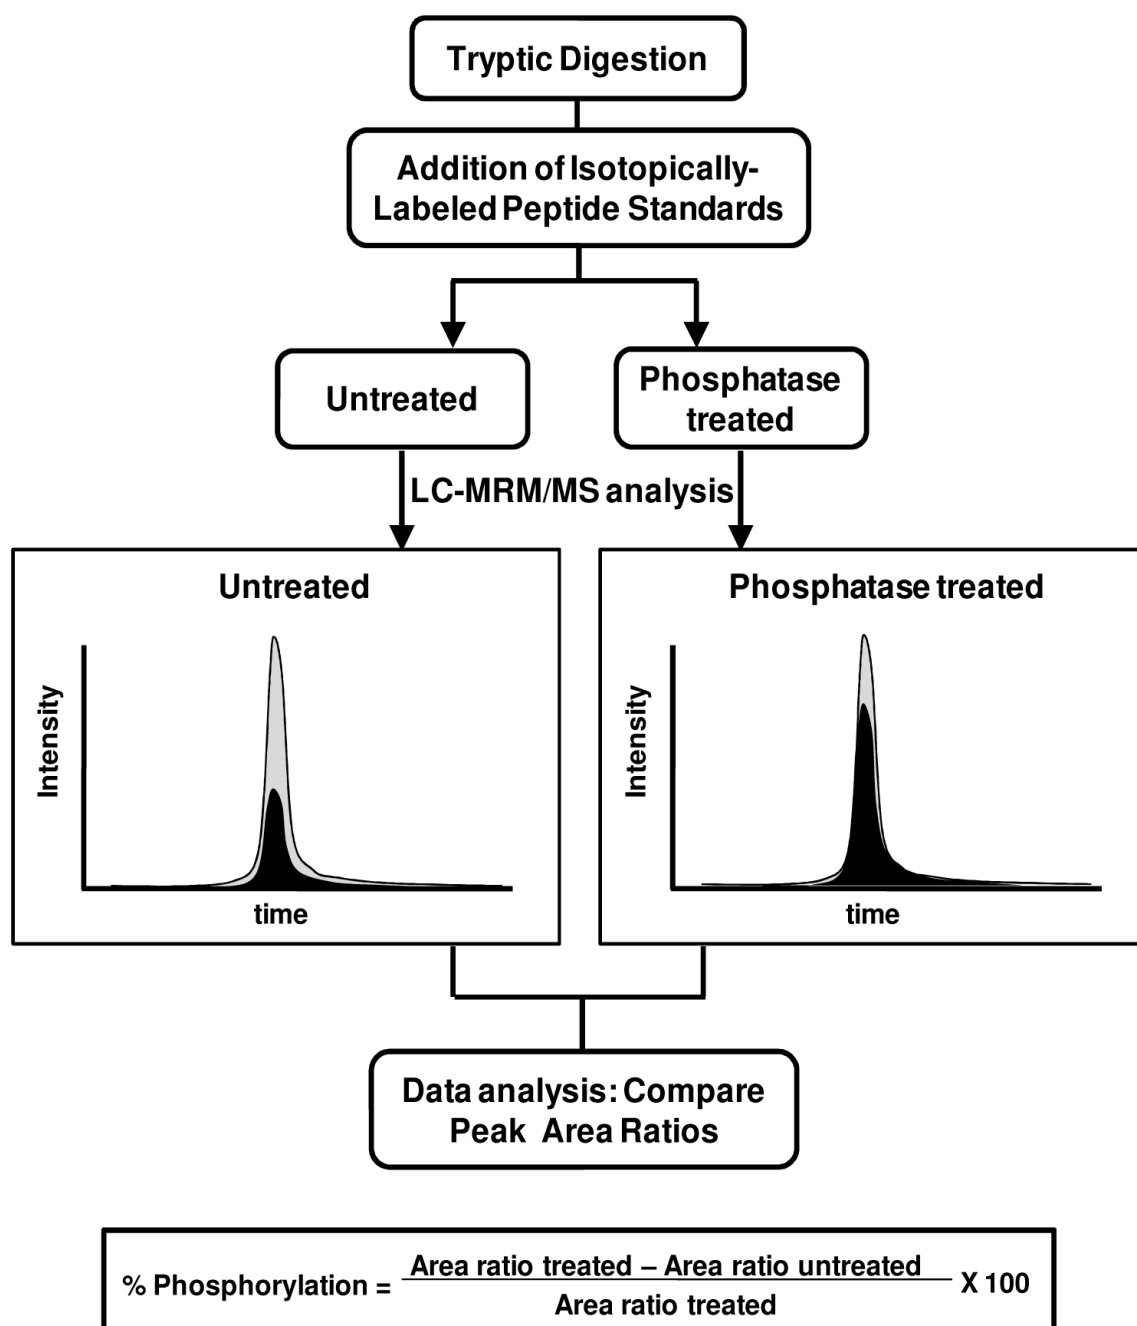 Tryptic Digestion
Addition of Isotopically-
Labeled Peptide Standards
Untreated
Phosphatase
treated
LC-MRM/MS analysis
Untreated
Intensity
time
Phosphatase treated
Intensity
time
Data analysis: Compare
Peak Area Ratios
% Phosphorylation = Area ratio treated – Area ratio untreated X 100
Area ratio treated